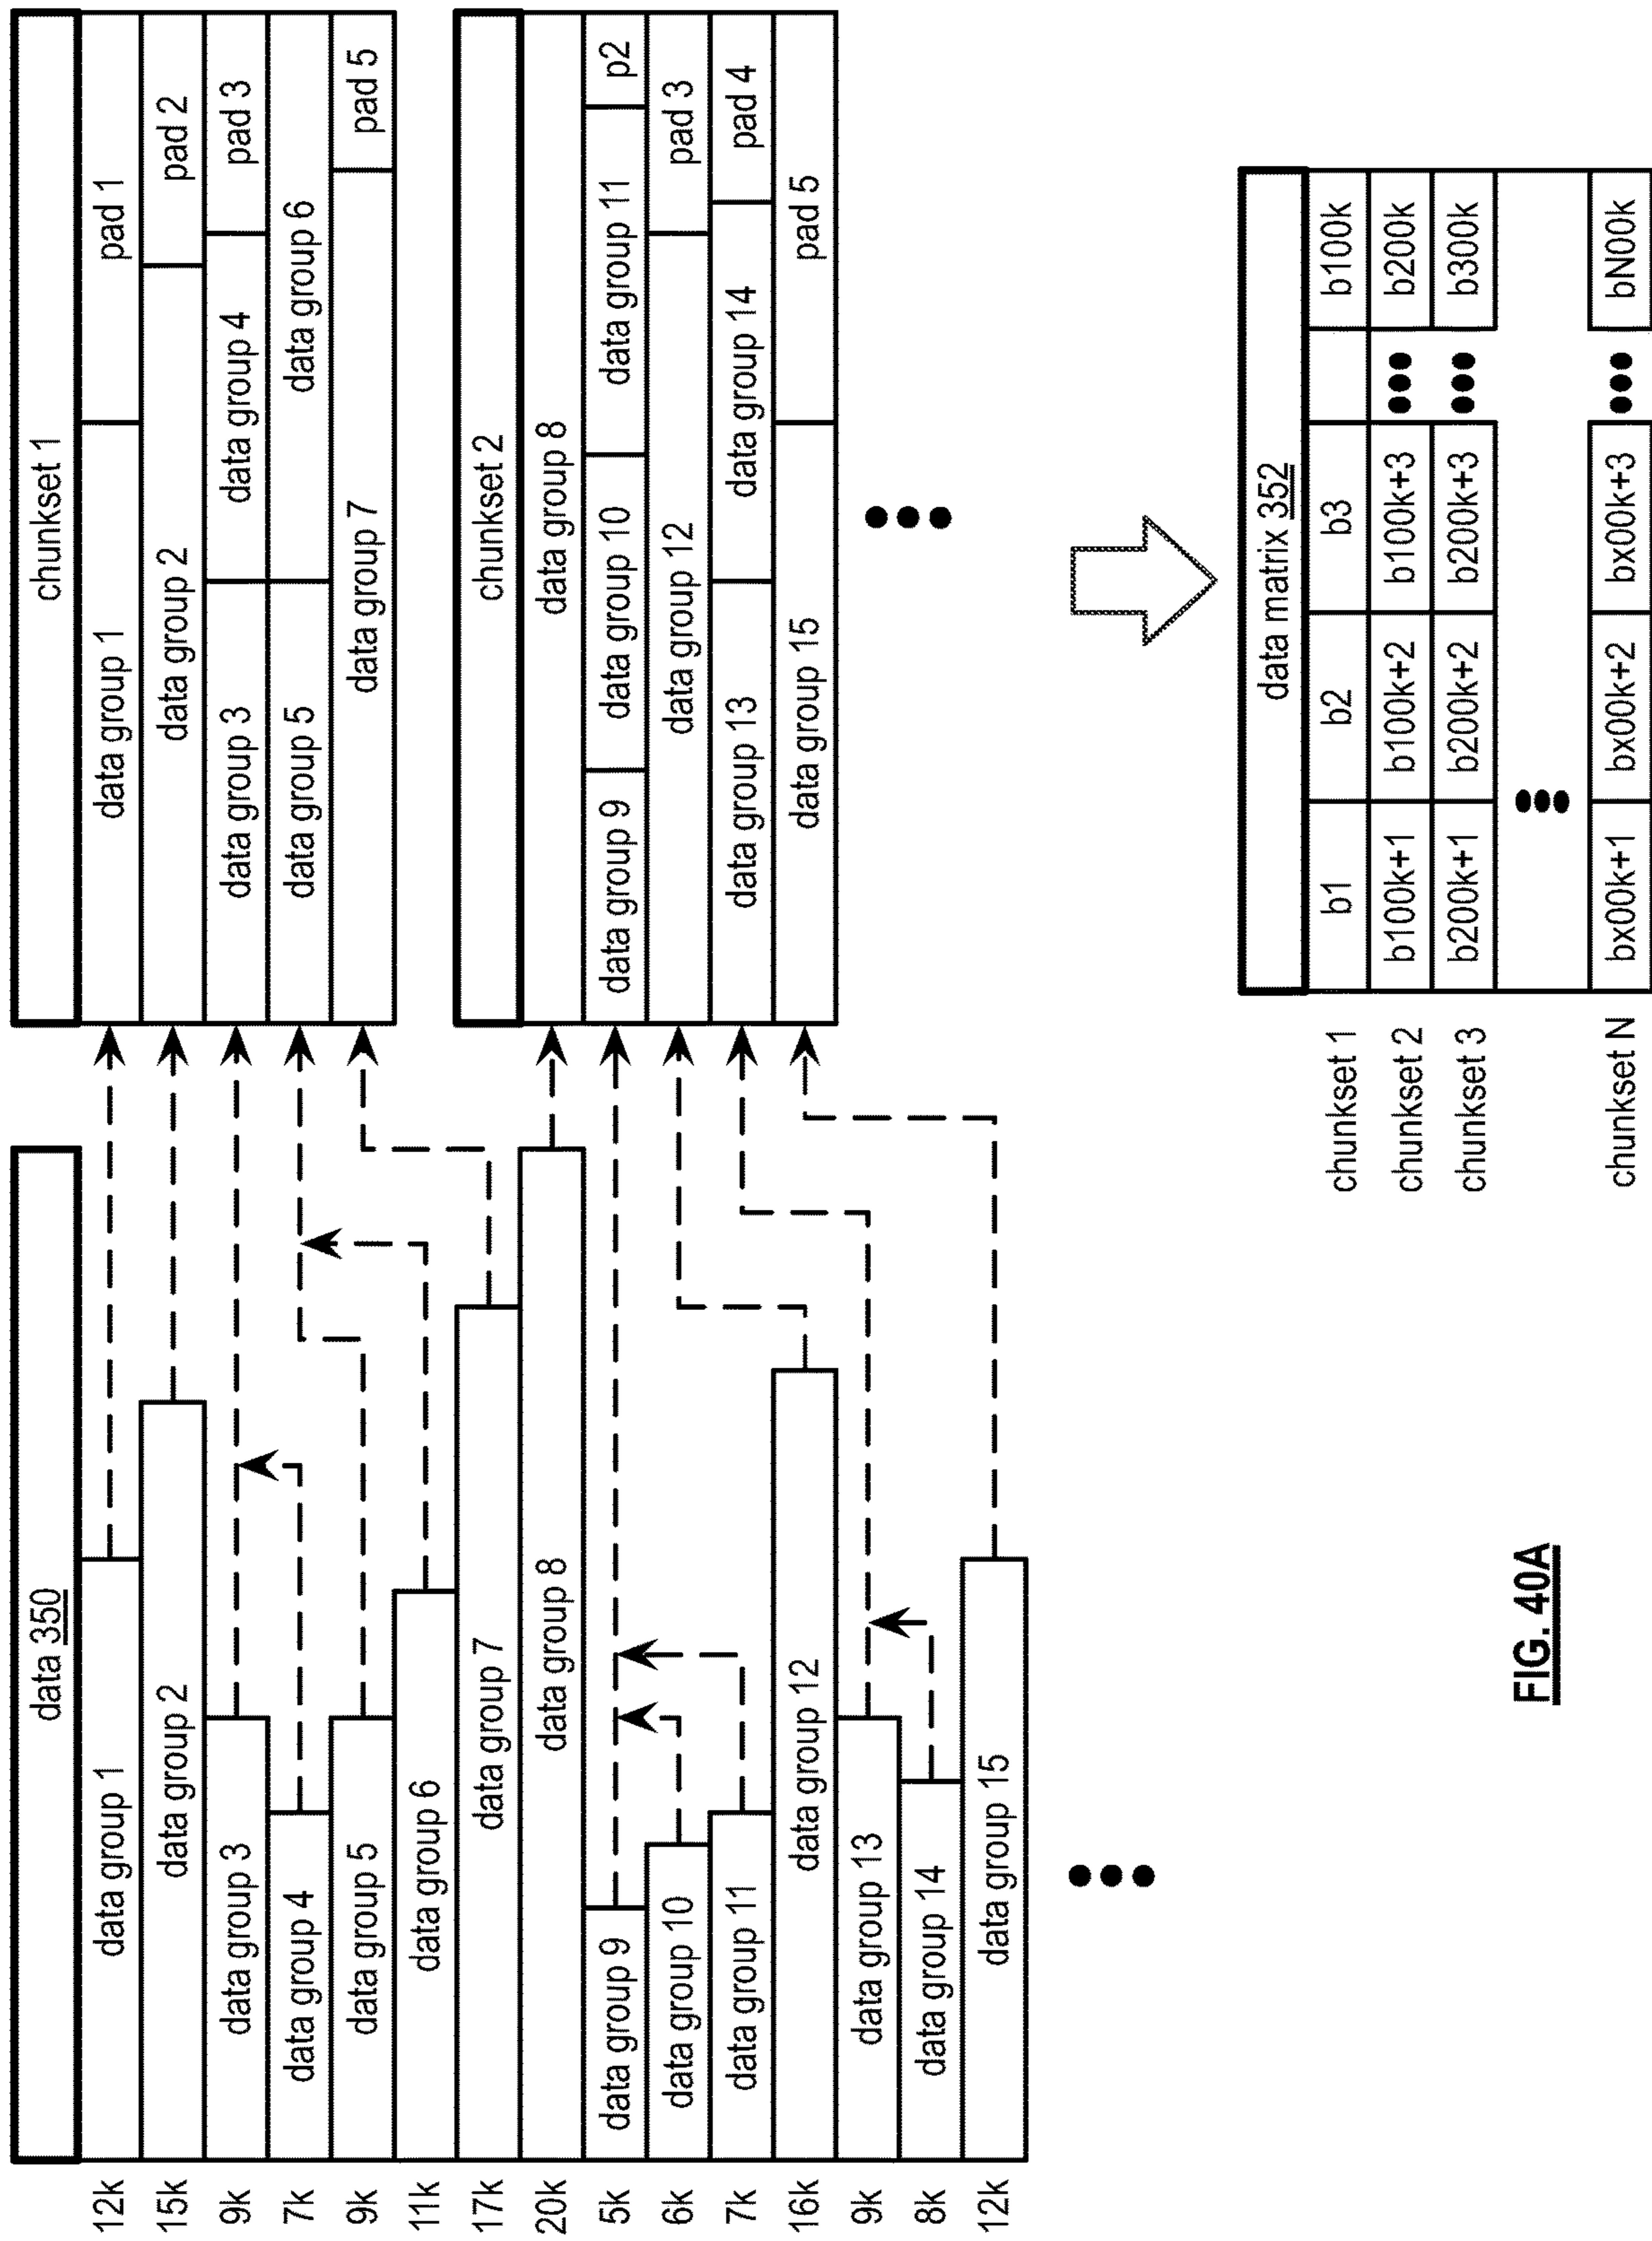 data 350
12k data group 1
15k data group 2
9k data group 3
7k data group 4
9k data group 5
11k data group 6
17k data group 7
20k data group 8
5k data group 9
6k data group 10
7k data group 11
16k data group 12
9k data group 13
8k data group 14
12k data group 15
chunkset 1
data group 1 pad 1
data group 2 pad 2
data group 3 data group 4 pad 3
data group 5 data group 6
data group 7 pad 5
chunkset 2
data group 8
data group 9 data group 10 data group 11 p2
data group 12 pad 3
data group 13 data group 14 pad 4
data group 15 pad 5
data matrix 352
chunkset 1 b1 b2 b3 b100k
chunkset 2 b100k+1 b100k+2 b100k+3 b200k
chunkset 3 b200k+1 b200k+2 b200k+3 b300k
chunkset N bx00k+1 bx00k+2 bx00k+3 bN00k
FIG. 40A